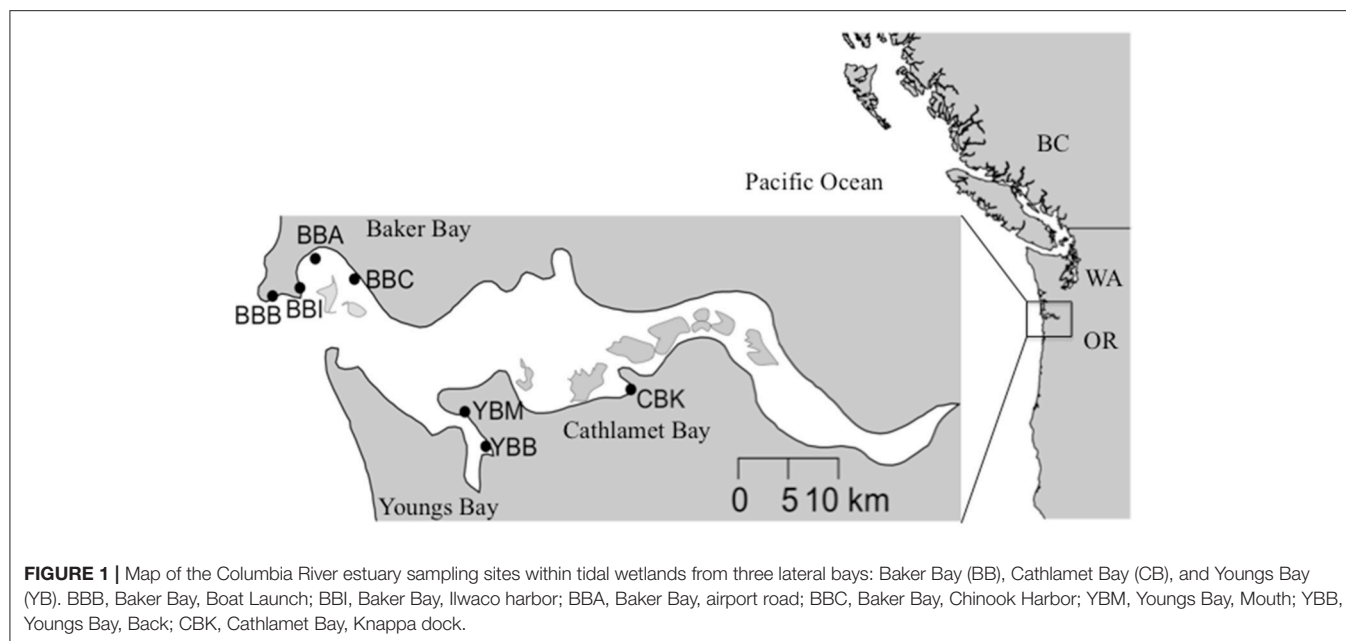 BC
Pacific Ocean
WA
OR
Baker Bay
BBA
BBC
BBB
BBI
YBM
CBK
Cathlamet Bay
YBB
0 5 10 km
Youngs Bay
FIGURE 1 | Map of the Columbia River estuary sampling sites within tidal wetlands from three lateral bays: Baker Bay (BB), Cathlamet Bay (CB), and Youngs Bay
(YB). BBB, Baker Bay, Boat Launch; BBI, Baker Bay, Ilwaco harbor; BBA, Baker Bay, airport road; BBC, Baker Bay, Chinook Harbor; YBM, Youngs Bay, Mouth; YBB,
Youngs Bay, Back; CBK, Cathlamet Bay, Knappa dock.